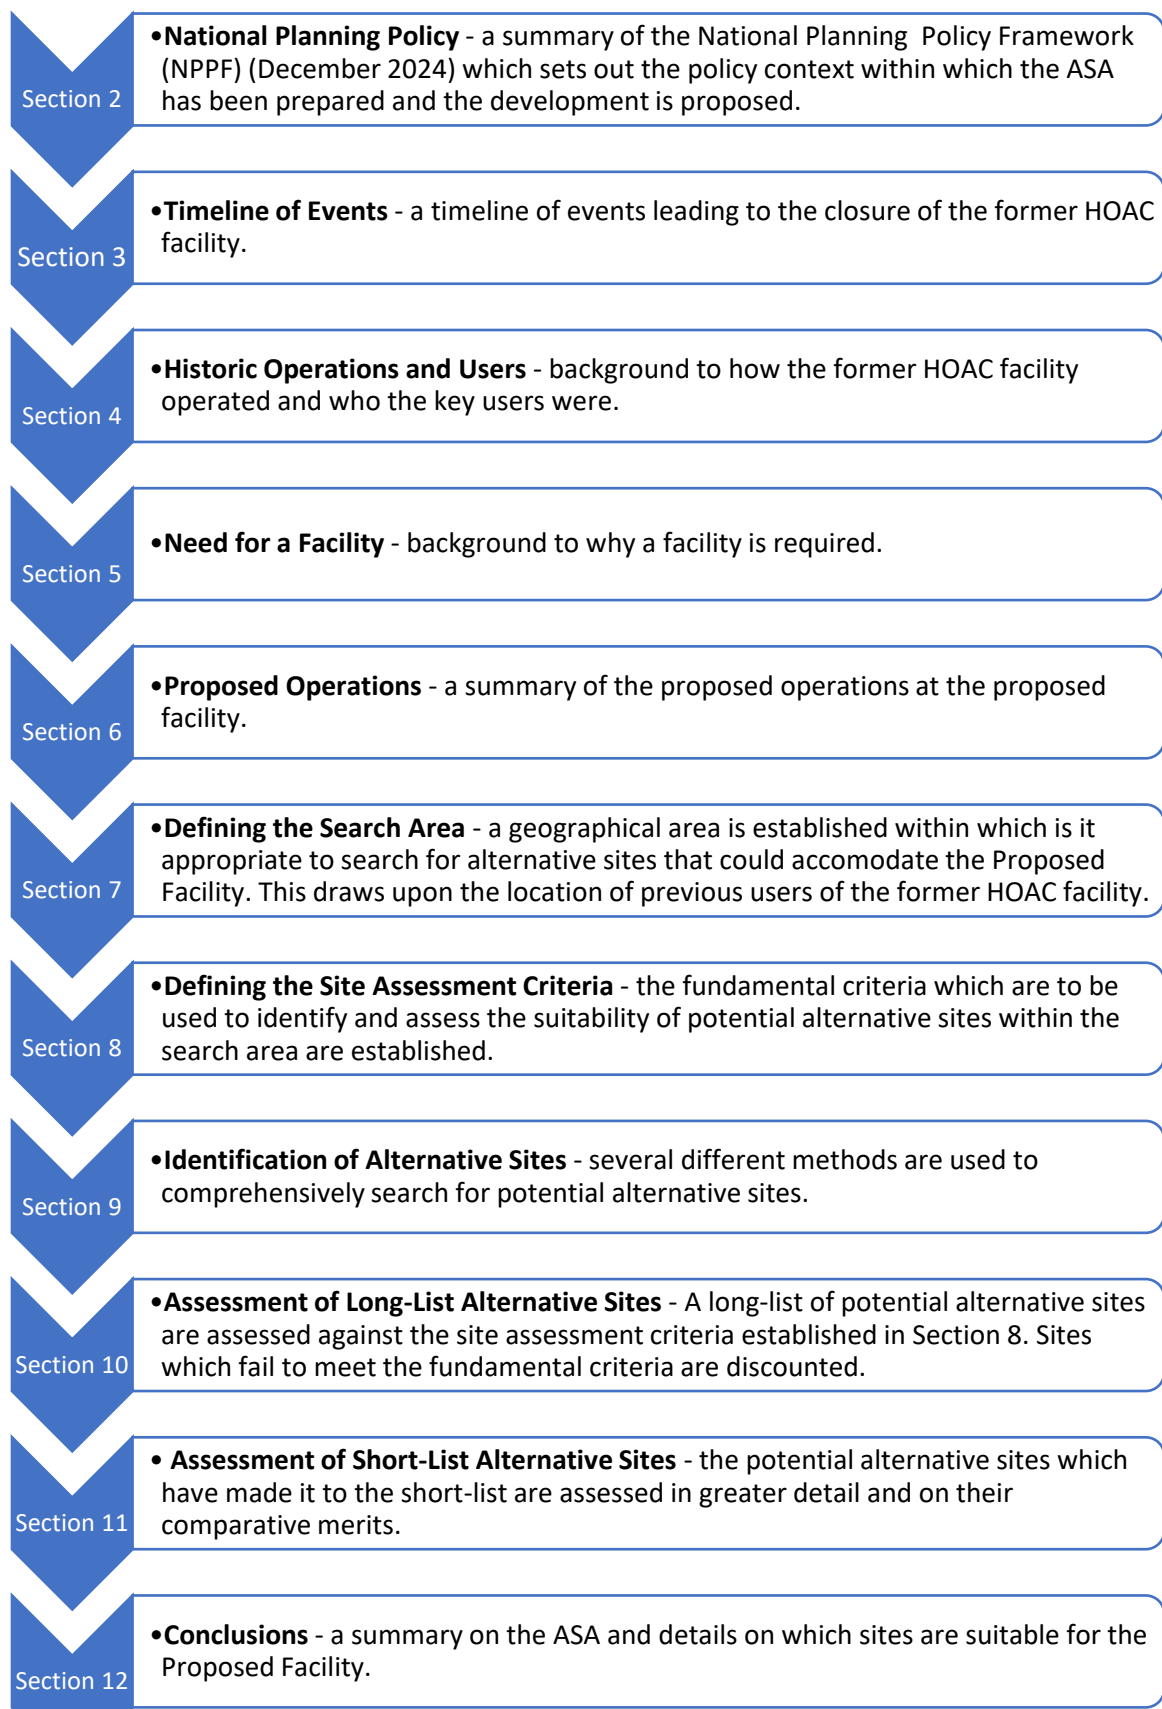 Section 2
•National Planning Policy - a summary of the National Planning  Policy Framework
(NPPF) (December 2024) which sets out the policy context within which the ASA
has been prepared and the development is proposed.
Section 3
•Timeline of Events - a timeline of events leading to the closure of the former HOAC
facility.
Section 4
•Historic Operations and Users - background to how the former HOAC facility
operated and who the key users were.
Section 5
•Need for a Facility - background to why a facility is required.
Section 6
•Proposed Operations - a summary of the proposed operations at the proposed
facility.
Section 7
•Defining the Search Area - a geographical area is established within which is it
appropriate to search for alternative sites that could accomodate the Proposed
Facility. This draws upon the location of previous users of the former HOAC facility.
Section 8
•Defining the Site Assessment Criteria - the fundamental criteria which are to be
used to identify and assess the suitability of potential alternative sites within the
search area are established.
Section 9
•Identification of Alternative Sites - several different methods are used to
comprehensively search for potential alternative sites.
Section 10
•Assessment of Long-List Alternative Sites - A long-list of potential alternative sites
are assessed against the site assessment criteria established in Section 8. Sites
which fail to meet the fundamental criteria are discounted.
Section 11
• Assessment of Short-List Alternative Sites - the potential alternative sites which
have made it to the short-list are assessed in greater detail and on their
comparative merits.
Section 12
•Conclusions - a summary on the ASA and details on which sites are suitable for the
Proposed Facility.